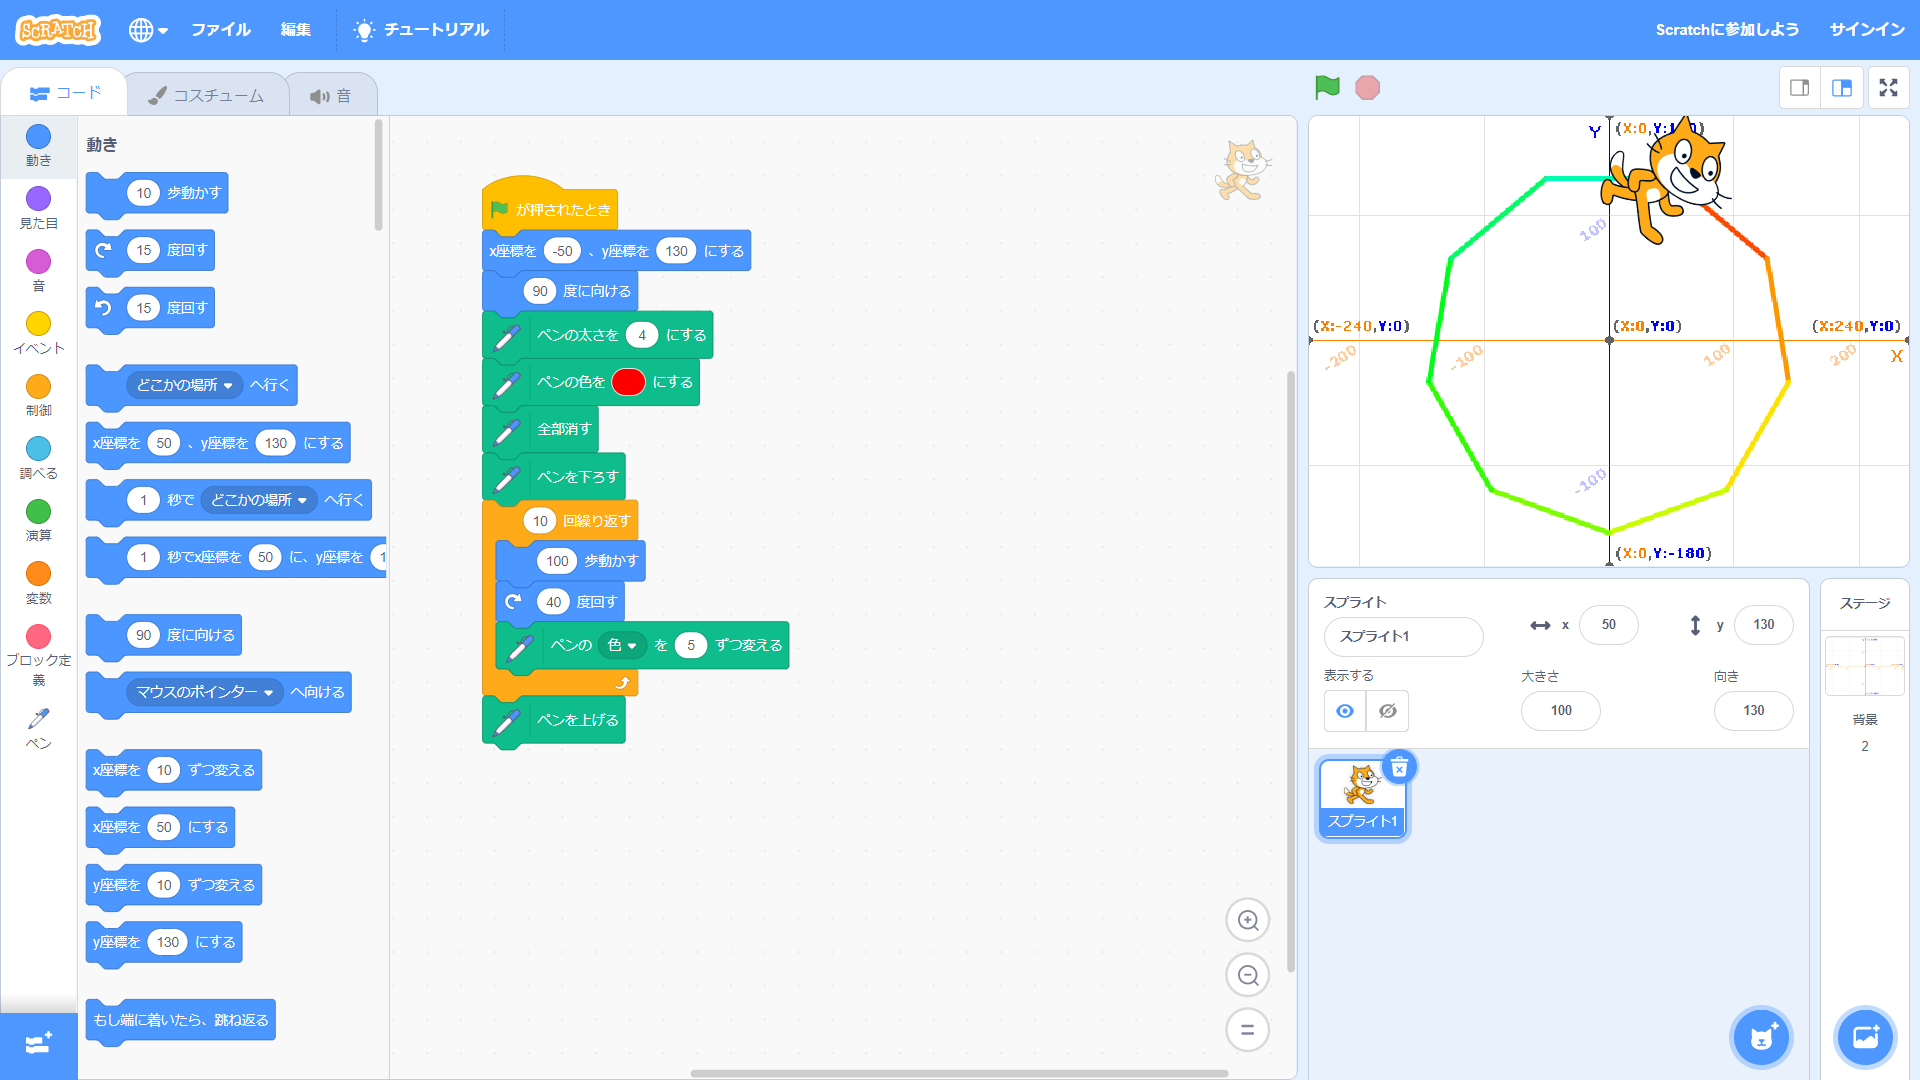 SCRATCH
ファイル
編集
チュートリアル
Scratchに参加しよう
サインイン
コード
コスチューム
音
動き
見た目
音
イベント
制御
調べる
演算
変数
ブロック定
義
ペン
動き
10 歩動かす
15 度回す
15 度回す
どこかの場所 へ行く
x座標を 50 、y座標を 130 にする
1 秒で どこかの場所 へ行く
1 秒でx座標を 50 に、y座標を 1
90 度に向ける
マウスのポインター へ向ける
x座標を 10 ずつ変える
x座標を 50 にする
y座標を 10 ずつ変える
y座標を 130 にする
もし端に着いたら、跳ね返る
が押されたとき
x座標を -50 、y座標を 130 にする
90 度に向ける
ペンの太さを 4 にする
ペンの色を にする
全部消す
ペンを下ろす
10 回繰り返す
100 歩動かす
40 度回す
ペンの 色 を 5 ずつ変える
ペンを上げる
Y
(X:0,Y:1 0)
100
(X:-240,Y:0)
(X:0,Y:0)
(X:240,Y:0)
-200
-100
100
200
X
-100
(X:0,Y:-180)
スプライト
スプライト1
x 50
y 130
表示する
大きさ
100
向き
130
スプライト1
ステージ
背景
2